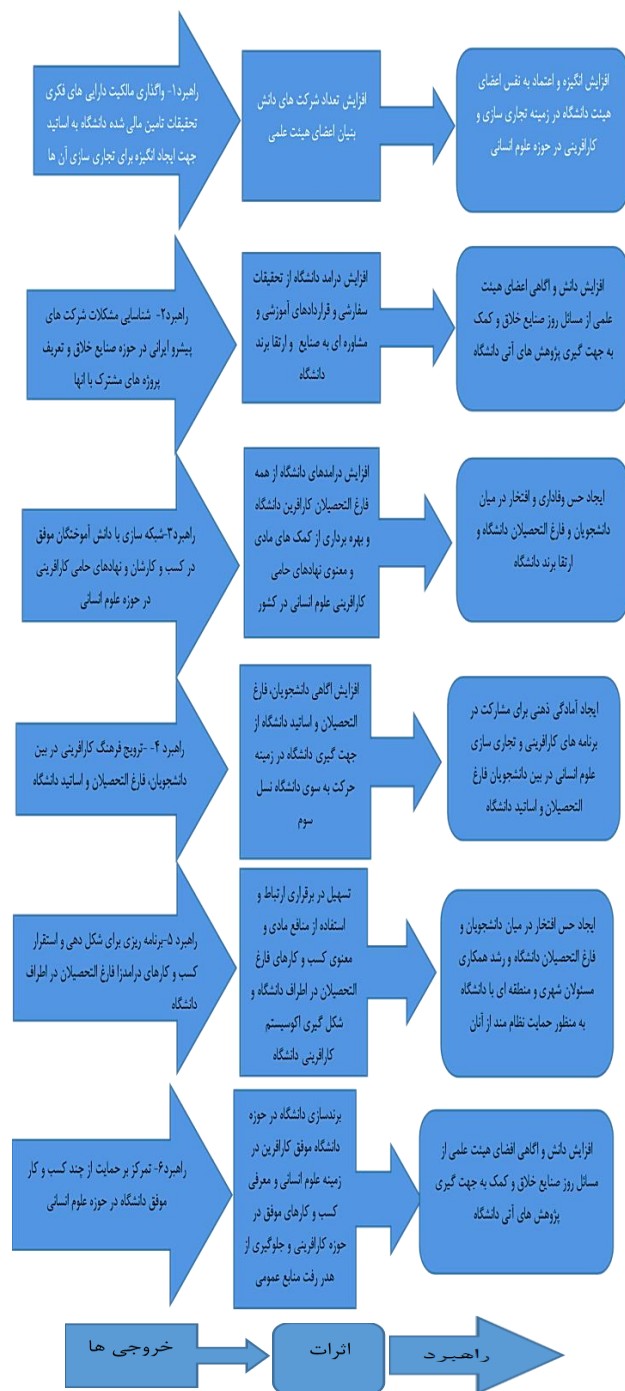 راهبرد۱- واگذاری مالکیت دارایی های فکری
تحقیقات تامین مالی شده دانشگاه به اساتید
جهت ایجاد انگیزه برای تجاری سازی آن ها
افزایش تعداد شرکت های دانش
بنیان اعضای هیئت علمی
افزایش انگیزه و اعتماد به نفس اعضای
هیئت دانشگاه در زمینه تجاری سازی و
کارافرینی در حوزه علوم انسانی
راهبرد۲- شناسایی مشکلات شرکت های
پیشرو ایرانی در حوزه صنایع خلاق و تعریف
پروژه های مشترک با انها
افزایش درامد دانشگاه از تحقیقات
سفارشی و قراردادهای آموزشی و
مشاوره ای به صنایع و ارتقا برند
دانشگاه
افزایش دانش و اگاهی اعضای هیئت
علمی از مسائل روز صنایع خلاق و کمک
به جهت گیری پژوهش های آتی دانشگاه
راهبرد۳-شبکه سازی با دانش آموختگان موفق
در کسب و کارشان و نهادهای حامی کارافرینی
در حوزه علوم انسانی
افزایش درامدهای دانشگاه از همه
فارغ التحصیلان کارافرین دانشگاه
و بهره برداری از کمک های مادی
و معنوی نهادهای حامی
کارافرینی علوم انسانی در کشور
ایجاد حس وفاداری و افتخار در میان
دانشجویان و فارغ التحصیلان دانشگاه و
ارتقا برند دانشگاه
راهبرد ۴- -ترویج فرهنگ کارافرینی در بین
دانشجویان، فارغ التحصیلان و اساتید دانشگاه
افزایش اگاهی دانشجویان، فارغ
التحصیلان و اساتید دانشگاه از
جهت گیری دانشگاه در زمینه
حرکت به سوی دانشگاه نسل
سوم
ایجاد آمادگی ذهنی برای مشارکت در
برنامه های کارافرینی و تجاری سازی
علوم انسانی در بین دانشجویان فارغ
التحصیلان و اساتید دانشگاه
راهبرد ۵-برنامه ریزی برای شکل دهی و استقرار
کسب و کارهای درامدزا فارغ التحصیلان در اطراف
دانشگاه
تسهیل در برقراری ارتباط و
استفاده از منافع مادی و
معنوی کسب و کارهای فارغ
التحصیلان در اطراف دانشگاه و
شکل گیری اکوسیستم
کارافرینی دانشگاه
ایجاد حس افتخار در میان دانشجویان و
فارغ التحصیلان دانشگاه و رشد همکاری
مسئولان شهری و منطقه ای با دانشگاه
به منظور حمایت نظام مند از آنان
راهبرد۶- تمرکز بر حمایت از چند کسب و کار
موفق دانشگاه در حوزه علوم انسانی
برندسازی دانشگاه در حوزه
دانشگاه موفق کارافرین در
زمینه علوم انسانی و معرفی
کسب و کارهای موفق در
حوزه کارافرینی و جلوگیری از
هدر رفت منابع عمومی
افزایش دانش و اگاهی افضای هیئت علمی از
مسائل روز صنایع خلاق و کمک به جهت گیری
پژوهش های آتی دانشگاه
خروجی ها
اثرات
راهبرد